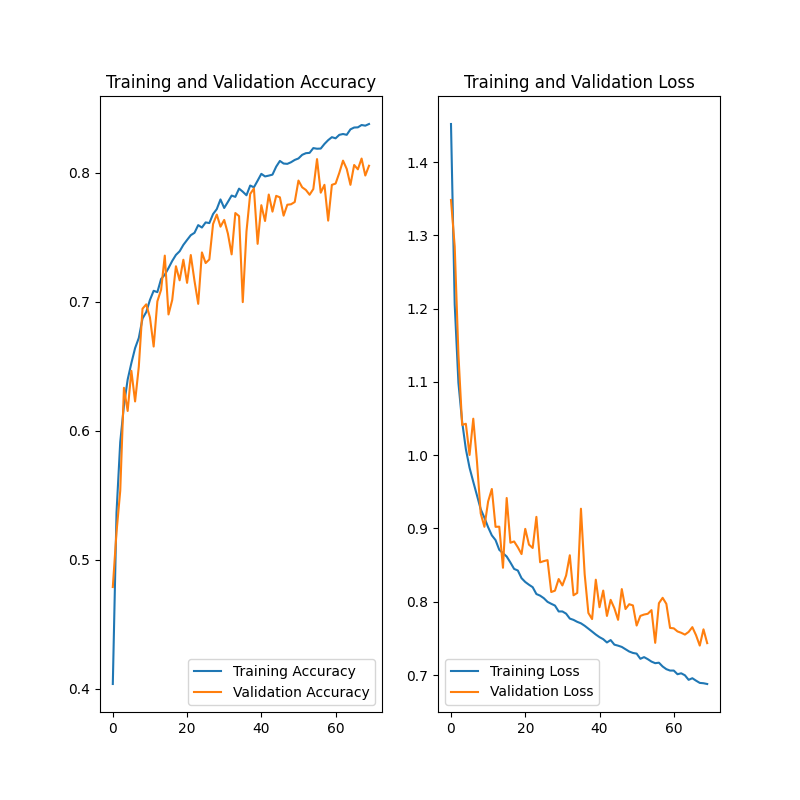 Training and Validation Accuracy
0.8
0.7
0.6
0.5
0.4
0 20 40 60
Training Accuracy
Validation Accuracy
Training and Validation Loss
1.4
1.3
1.2
1.1
1.0
0.9
0.8
0.7
0 20 40 60
Training Loss
Validation Loss